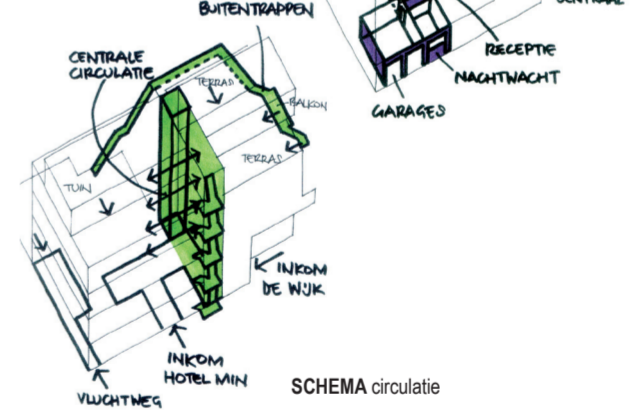 BUITENTRAPPEN
CENTRALE
CIRCULATIE
TERRAS
BALKON
TERRAS
TUIN
RECEPTIE
NACHTWACHT
GARAGES
INKOM
DE WIJK
INKOM
HOTEL MIN
VLUCHTWEG
SCHEMA circulatie